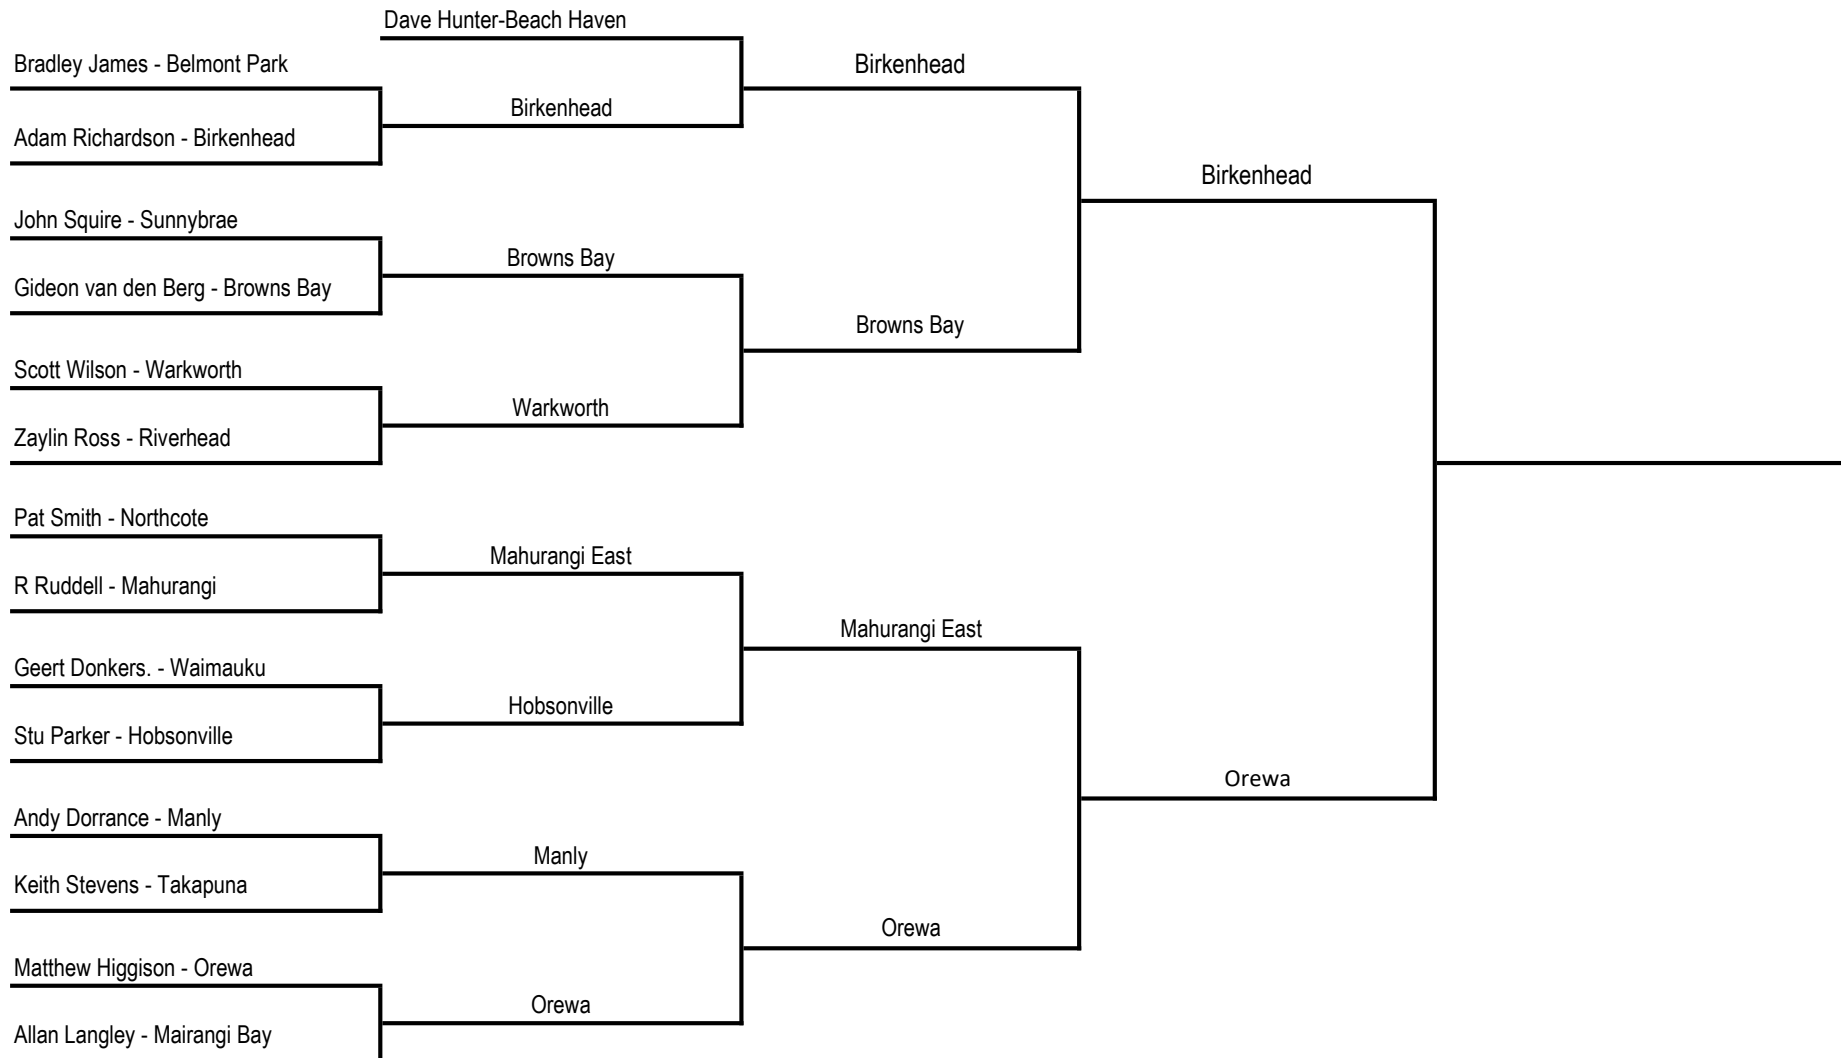 Dave Hunter-Beach Haven
Bradley James - Belmont Park
Birkenhead
Birkenhead
Adam Richardson - Birkenhead
Birkenhead
John Squire - Sunnybrae
Browns Bay
Gideon van den Berg - Browns Bay
Browns Bay
Scott Wilson - Warkworth
Warkworth
Zaylin Ross - Riverhead
Pat Smith - Northcote
Mahurangi East
R Ruddell - Mahurangi
Mahurangi East
Geert Donkers. - Waimauku
Hobsonville
Stu Parker - Hobsonville
Orewa
Andy Dorrance - Manly
Manly
Keith Stevens - Takapuna
Orewa
Matthew Higgison - Orewa
Orewa
Allan Langley - Mairangi Bay